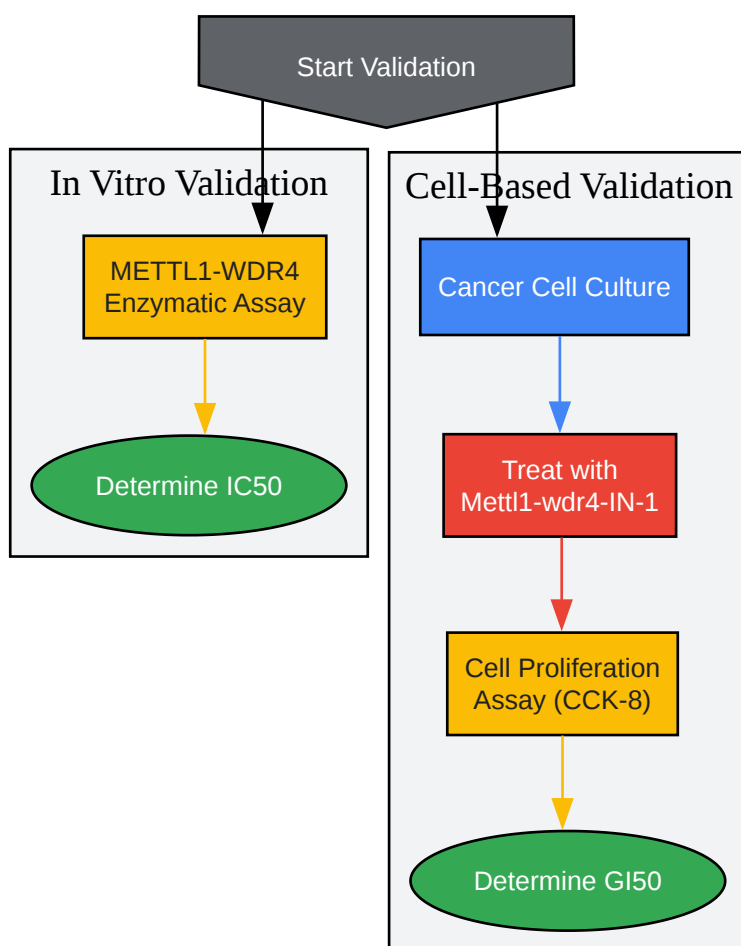 Start Validation
In Vitro Validation
METTL1-WDR4
Enzymatic Assay
Determine IC50
Cell-Based Validation
Cancer Cell Culture
Treat with
Mettl1-wdr4-IN-1
Cell Proliferation
Assay (CCK-8)
Determine GI50